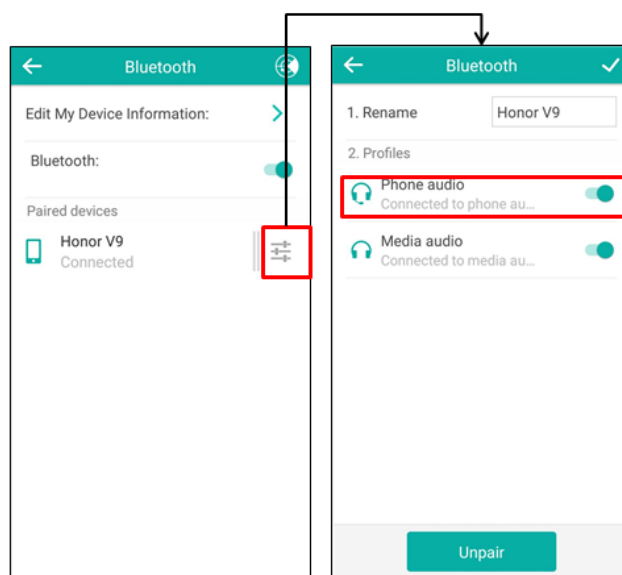 Bluetooth
Edit My Device Information:
Bluetooth:
Paired devices
Honor V9
Connected
Bluetooth
1. Rename
Honor V9
2. Profiles
Phone audio
Connected to phone au...
Media audio
Connected to media au...
Unpair